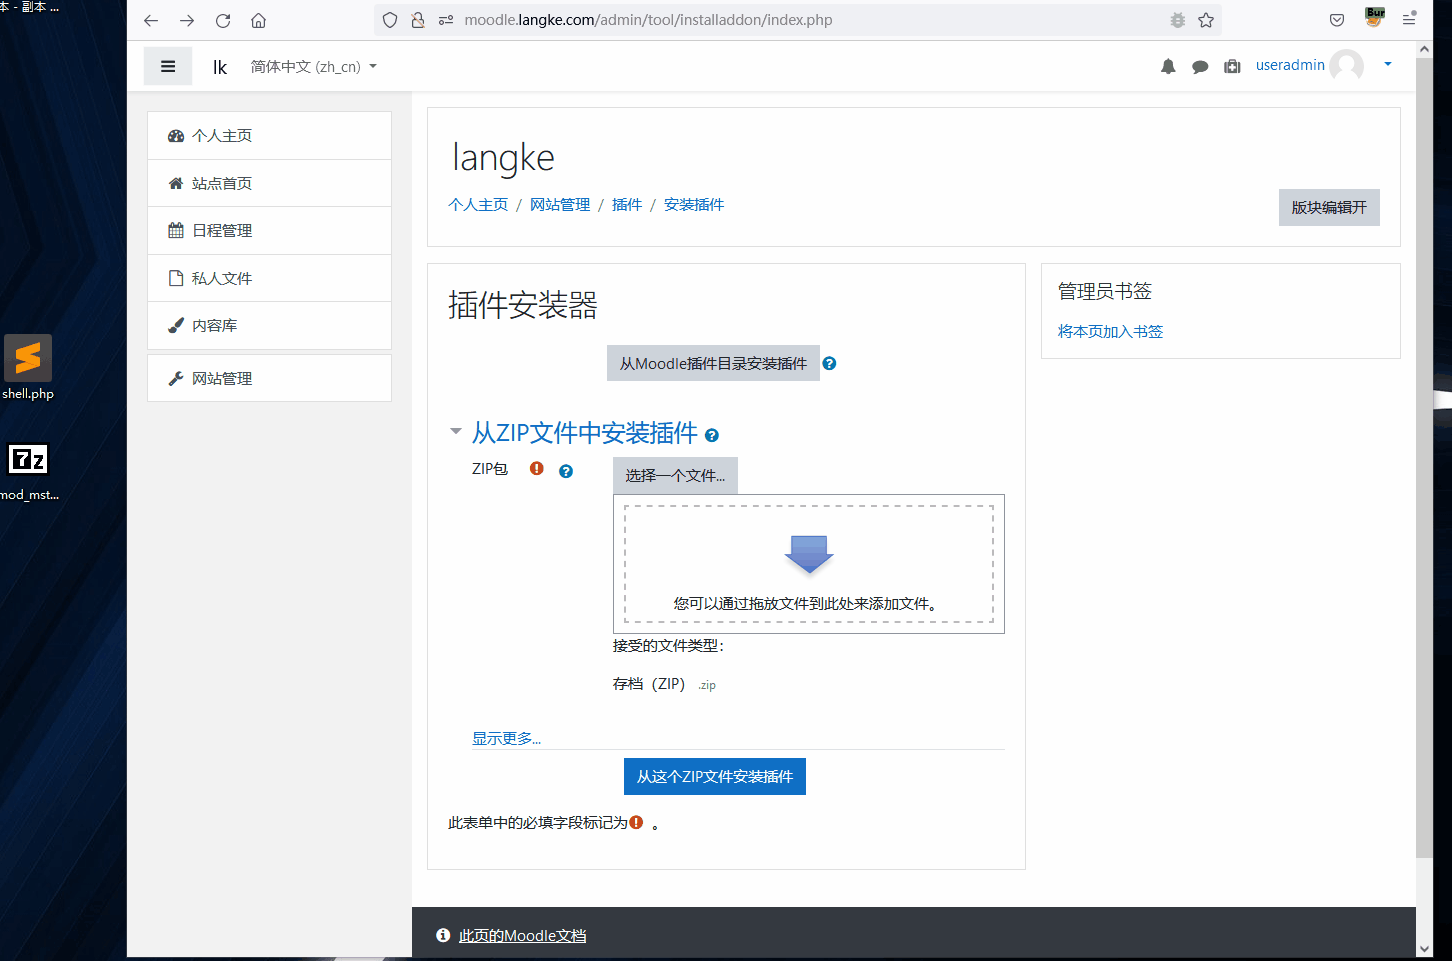 本 - 副本 ...
moodle.langke.com/admin/tool/installaddon/index.php
Bur
lk
简体中文 (zh_cn)
useradmin
个人主页
站点首页
日程管理
私人文件
内容库
网站管理
shell.php
7z
mod_mst...
langke
个人主页 / 网站管理 / 插件 / 安装插件
版块编辑开
插件安装器
从Moodle插件目录安装插件
从ZIP文件中安装插件
ZIP包
选择一个文件...
您可以通过拖放文件到此处来添加文件。
接受的文件类型：
存档（ZIP） .zip
显示更多...
从这个ZIP文件安装插件
此表单中的必填字段标记为 。
管理员书签
将本页加入书签
此页的Moodle文档